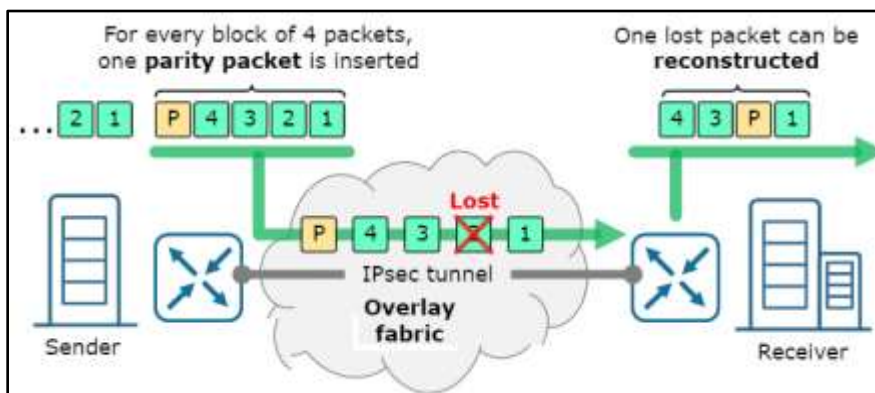 For every block of 4 packets,
one parity packet is inserted
One lost packet can be
reconstructed
... 2 1 P 4 3 2 1
4 3 P 1
Lost
P 4 3 1
IPsec tunnel
Overlay
fabric
Sender
Receiver